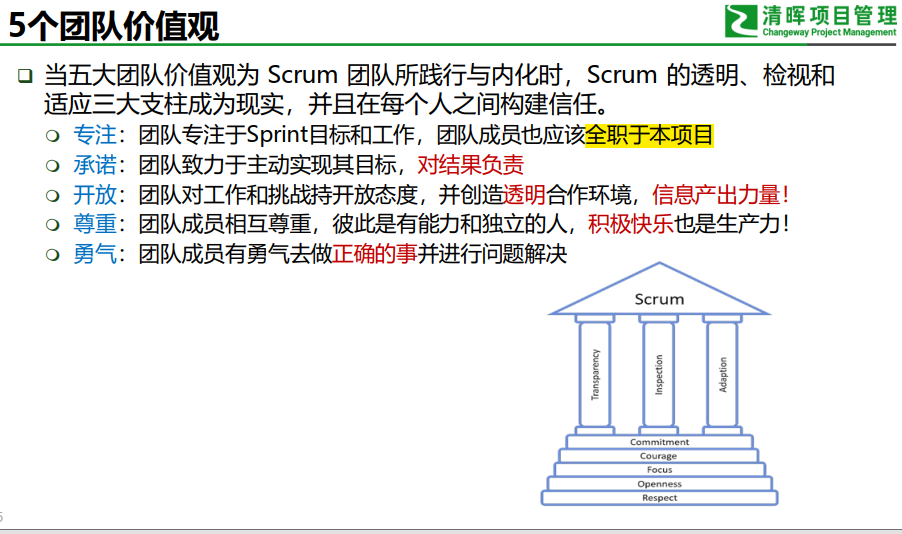 5个团队价值观
清晖项目管理
Changeway Project Management
当五大团队价值观为 Scrum 团队所践行与内化时，Scrum 的透明、检视和
适应三大支柱成为现实，并且在每个人之间构建信任。
专注：团队专注于Sprint目标和工作，团队成员也应该全职于本项目
承诺：团队致力于主动实现其目标，对结果负责
开放：团队对工作和挑战持开放态度，并创造透明合作环境，信息产出力量！
尊重：团队成员相互尊重，彼此是有能力和独立的人，积极快乐也是生产力！
勇气：团队成员有勇气去做正确的事并进行问题解决
Scrum
Transparency
Inspection
Adaption
Commitment
Courage
Focus
Openness
Respect